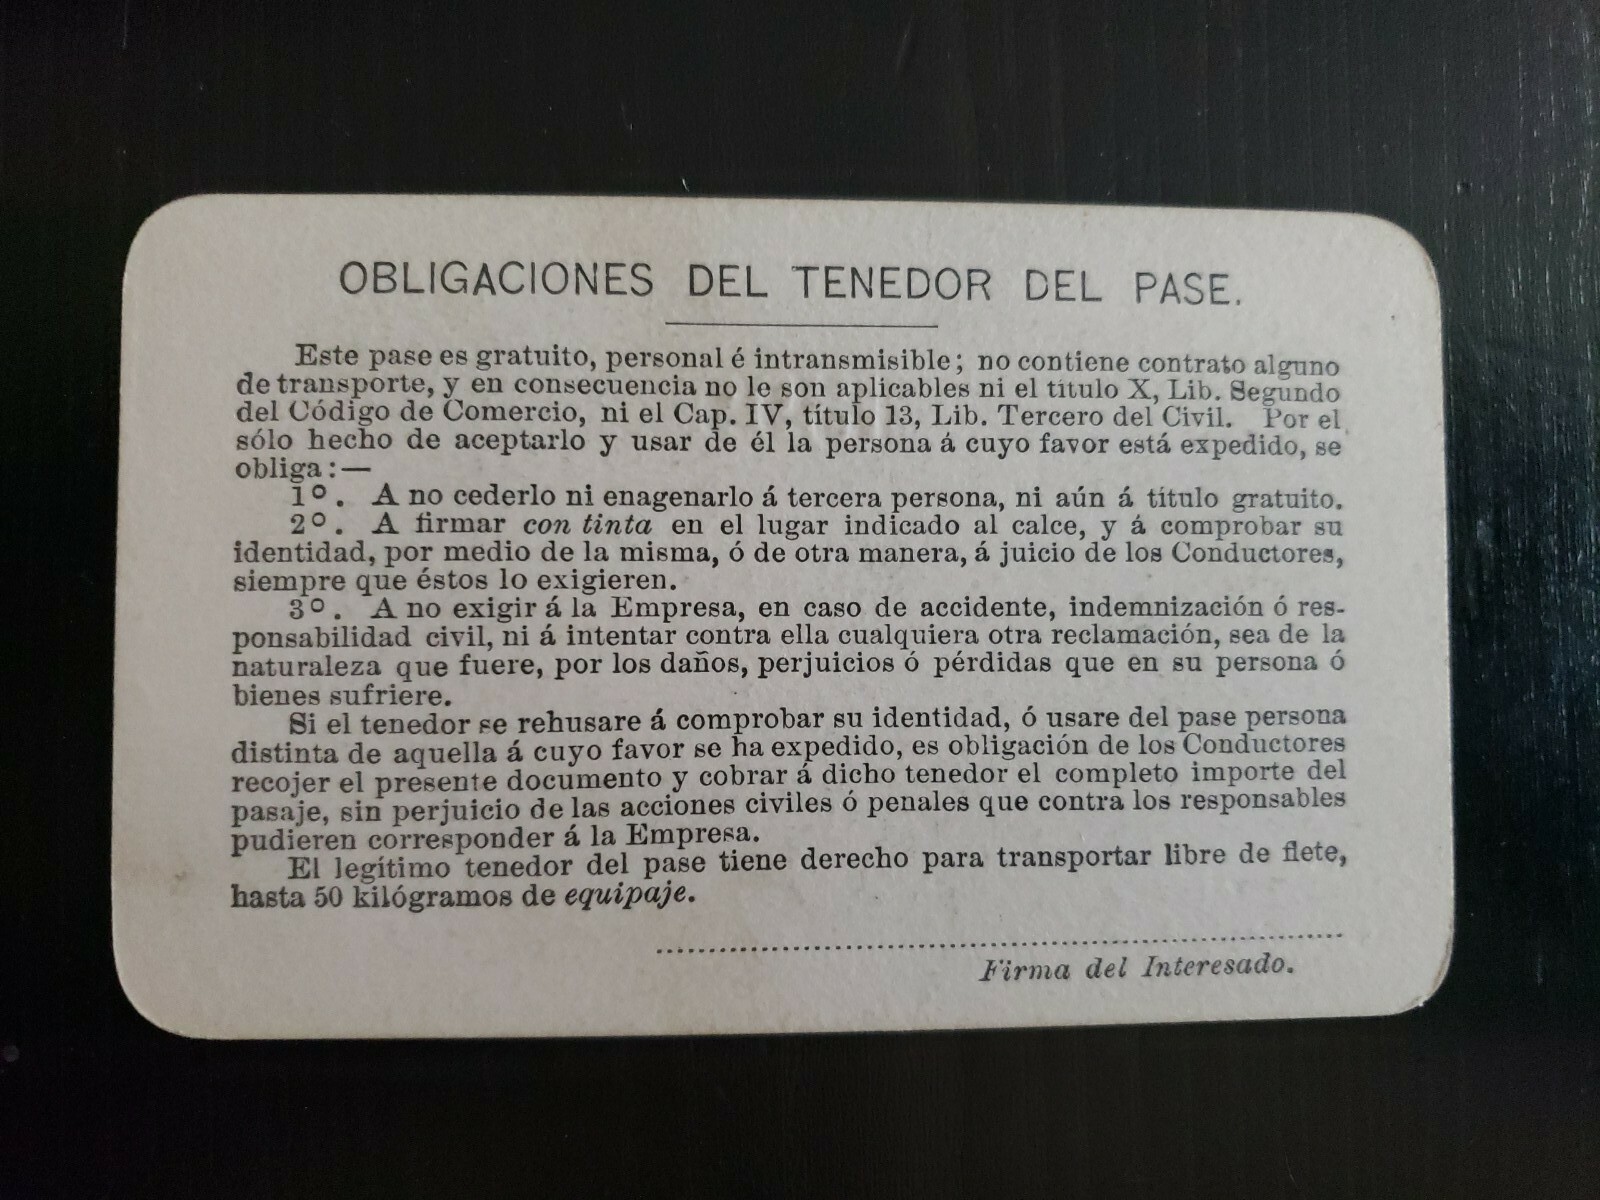 OBLIGACIONES DEL TENEDOR DEL PASE.
Este pase es gratuito, personal é intransmisible; no contiene contrato alguno
de transporte, y en consecuencia no le son aplicables ni el título X, Lib. Segundo
del Código de Comercio, ni el Cap. IV, título 13, Lib. Tercero del Civil. Por el
sólo hecho de aceptarlo y usar de él la persona á cuyo favor está expedido, se
obliga:—
1º. A no cederlo ni enagenarlo á tercera persona, ni aún á título gratuito.
2º. A firmar con tinta en el lugar indicado al calce, y á comprobar su
identidad, por medio de la misma, ó de otra manera, á juicio de los Conductores,
siempre que éstos lo exigieren.
3º. A no exigir á la Empresa, en caso de accidente, indemnización ó res-
ponsabilidad civil, ni á intentar contra ella cualquiera otra reclamación, sea de la
naturaleza que fuere, por los daños, perjuicios ó pérdidas que en su persona ó
bienes sufriere.
Si el tenedor se rehusare á comprobar su identidad, ó usare del pase persona
distinta de aquella á cuyo favor se ha expedido, es obligación de los Conductores
recojer el presente documento y cobrar á dicho tenedor el completo importe del
pasaje, sin perjuicio de las acciones civiles ó penales que contra los responsables
pudieren corresponder á la Empresa.
El legítimo tenedor del pase tiene derecho para transportar libre de flete,
hasta 50 kilógramos de equipaje.
Firma del Interesado.